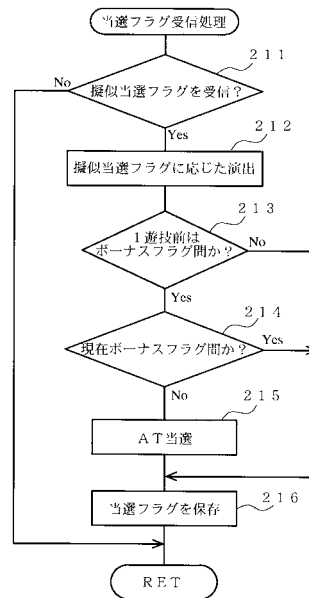 当選フラグ受信処理
211
No
擬似当選フラグを受信？
Yes
212
擬似当選フラグに応じた演出
213
1遊技前は
ボーナスフラグ間か？
No
Yes
214
現在ボーナスフラグ間か？
Yes
No
215
AT当選
当選フラグを保存
216
RET